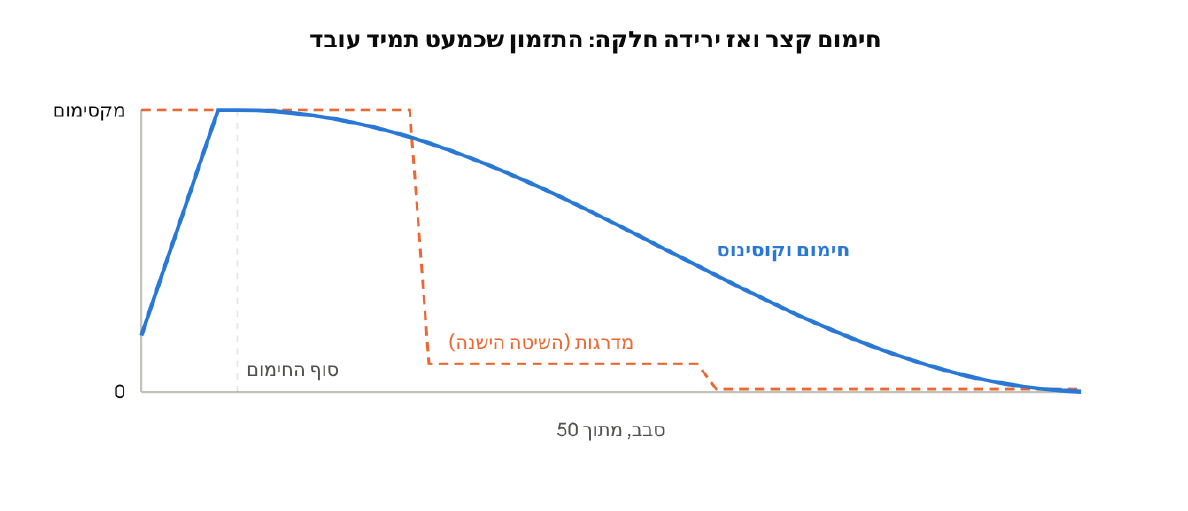 חימום קצר ואז ירידה חלקה: התזמון שכמעט תמיד עובד
מקסימום
חימום וקוסינוס
מדרגות (השיטה הישנה)
סוף החימום
0
סבב, מתוך 50